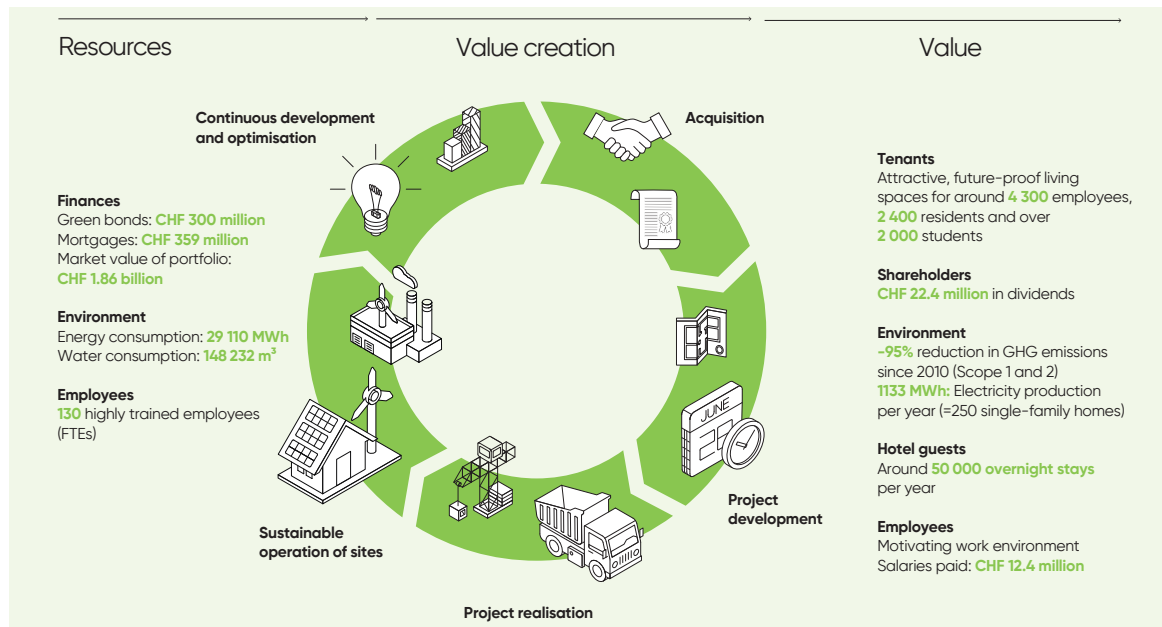 Resources
Value creation
Value
Continuous development
and optimisation
Acquisition
Finances
Green bonds: CHF 300 million
Mortgages: CHF 359 million
Market value of portfolio:
CHF 1.86 billion
Environment
Energy consumption: 29 110 MWh
Water consumption: 148 232 m³
Employees
130 highly trained employees
(FTEs)
JUNE
Sustainable
operation of sites
Project
development
Project realisation
Tenants
Attractive, future-proof living
spaces for around 4 300 employees,
2 400 residents and over
2 000 students
Shareholders
CHF 22.4 million in dividends
Environment
-95% reduction in GHG emissions
since 2010 (Scope 1 and 2)
1133 MWh: Electricity production
per year (=250 single-family homes)
Hotel guests
Around 50 000 overnight stays
per year
Employees
Motivating work environment
Salaries paid: CHF 12.4 million